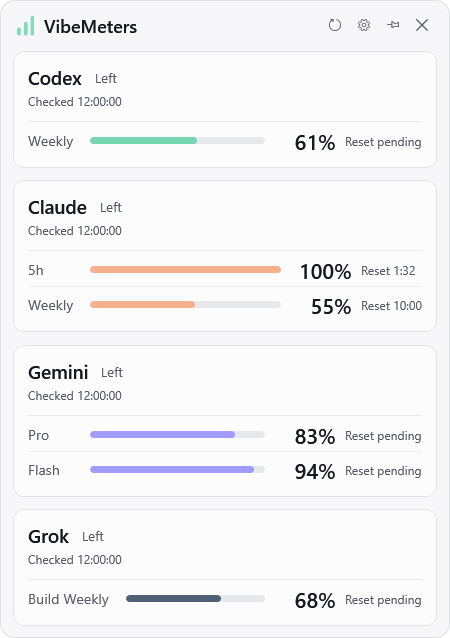 VibeMeters
Codex Left
Checked 12:00:00
Weekly 61% Reset pending
Claude Left
Checked 12:00:00
5h 100% Reset 1:32
Weekly 55% Reset 10:00
Gemini Left
Checked 12:00:00
Pro 83% Reset pending
Flash 94% Reset pending
Grok Left
Checked 12:00:00
Build Weekly 68% Reset pending